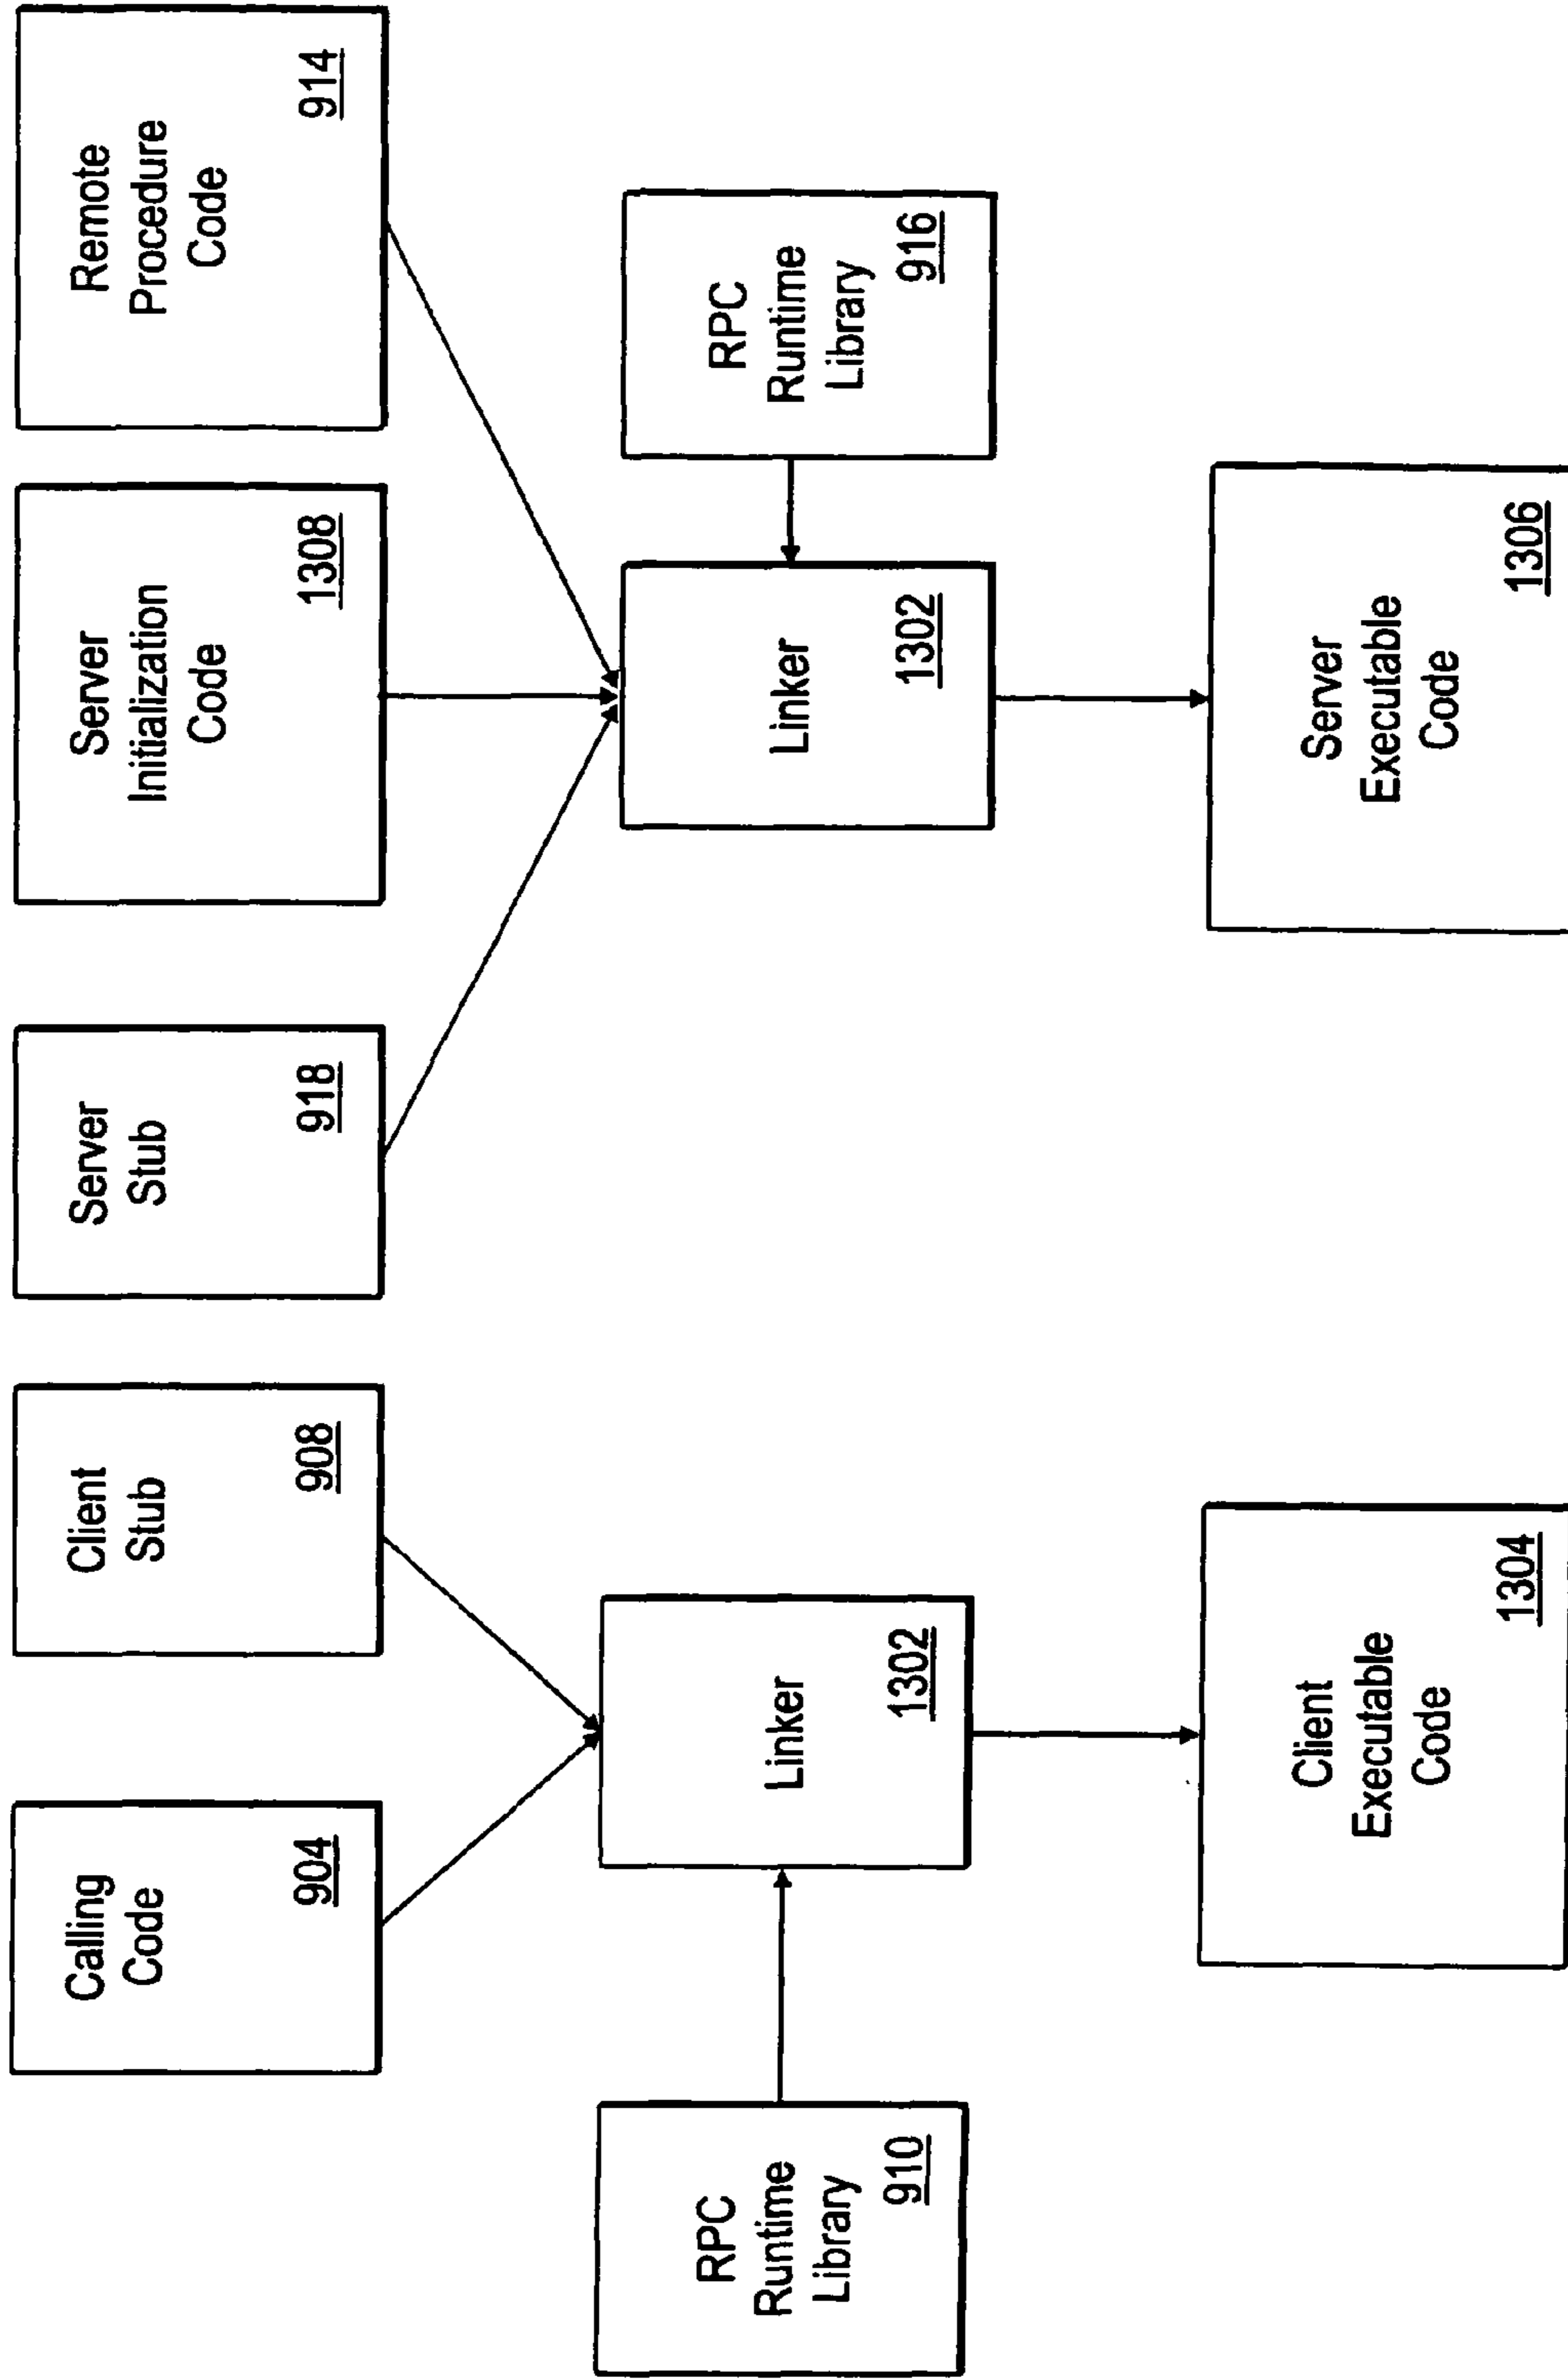 Calling
Code
904
Client
Stub
908
Server
Stub
918
Server
Initialization
Code
1308
Remote
Procedure
Code
914
RPC
Runtime
Library
910
Linker
1302
Linker
1302
RPC
Runtime
Library
916
Client
Executable
Code
1304
Server
Executable
Code
1306